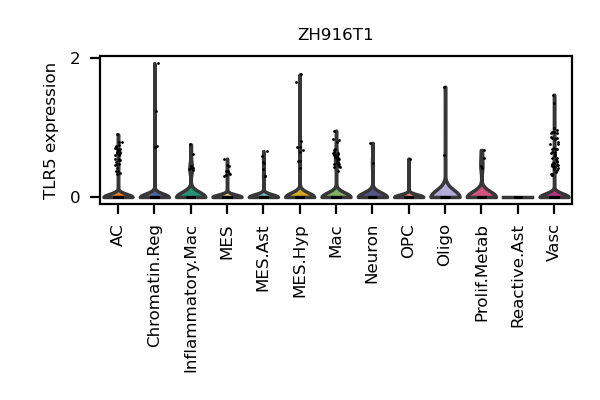 ZH916T1
TLR5 expression
2
0
AC
Chromatin.Reg
Inflammatory.Mac
MES
MES.Ast
MES.Hyp
Mac
Neuron
OPC
Oligo
Prolif.Metab
Reactive.Ast
Vasc